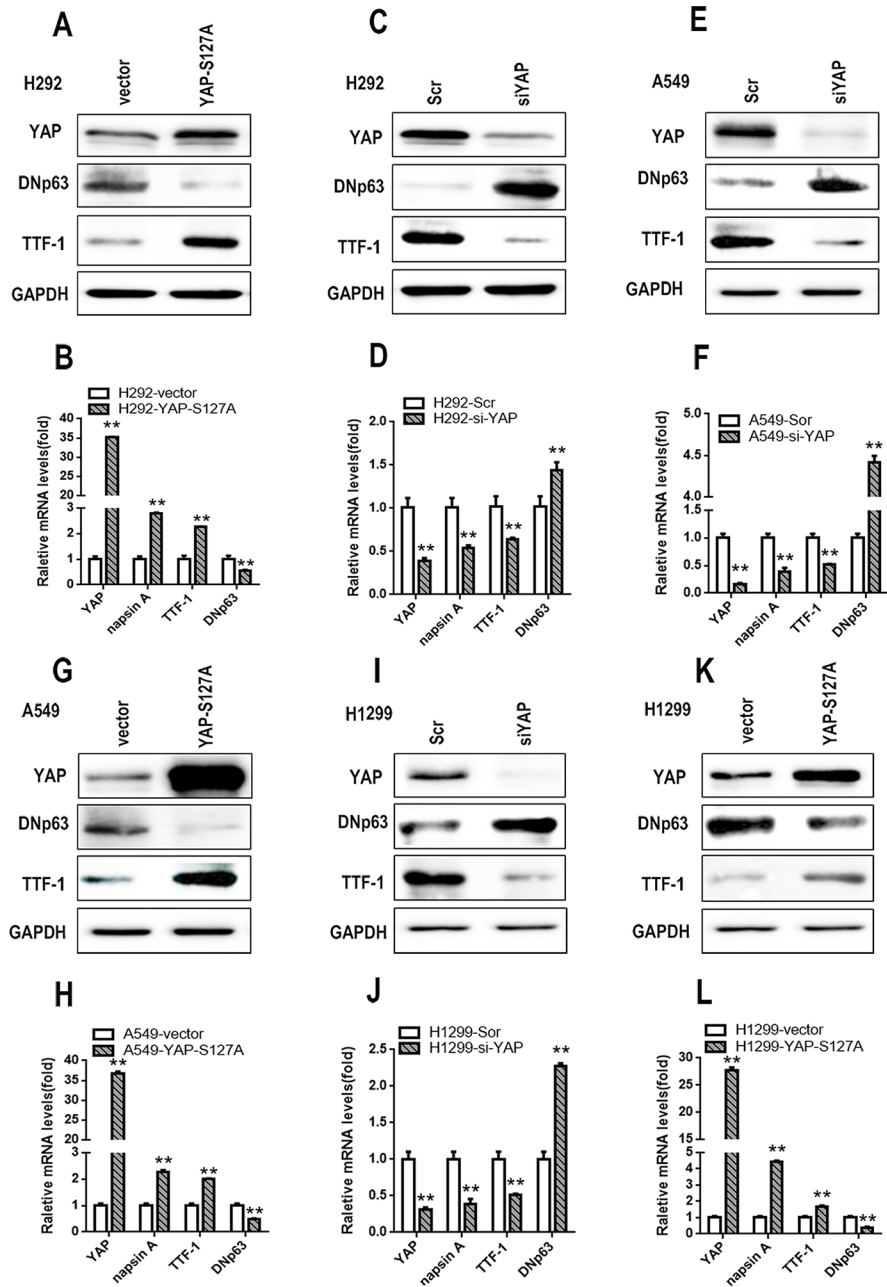 A
H292
vector
YAP-S127A
YAP
DNp63
TTF-1
GAPDH
C
H292
Scr
siYAP
YAP
DNp63
TTF-1
GAPDH
E
A549
Scr
siYAP
YAP
DNp63
TTF-1
GAPDH
B
H292-vector
H292-YAP-S127A
Raletive mRNA levels(fold)
40
35
30
25
20
3
2
1
0
**
**
**
**
YAP
napsin A
TTF-1
DNp63
D
H292-Scr
H292-si-YAP
Raletive mRNA levels(fold)
2.0
1.5
1.0
0.5
0.0
**
**
**
**
YAP
napsin A
TTF-1
DNp63
F
A549-Sor
A549-si-YAP
Raletive mRNA levels(fold)
5.0
4.5
4.0
1.5
1.0
0.5
0.0
**
**
**
**
YAP
napsin A
TTF-1
DNp63
G
A549
vector
YAP-S127A
YAP
DNp63
TTF-1
GAPDH
I
H1299
Scr
siYAP
YAP
DNp63
TTF-1
GAPDH
K
H1299
vector
YAP-S127A
YAP
DNp63
TTF-1
GAPDH
H
A549-vector
A549-YAP-S127A
Raletive mRNA levels(fold)
40
35
30
25
20
3
2
1
0
**
**
**
**
YAP
napsin A
TTF-1
DNp63
J
H1299-Sor
H1299-si-YAP
Raletive mRNA levels(fold)
2.5
2.0
1.5
1.0
0.5
0.0
**
**
**
**
YAP
napsin A
TTF-1
DNp63
L
H1299-vector
H1299-YAP-S127A
Raletive mRNA levels(fold)
30
25
20
15
5
4
3
2
1
0
**
**
**
**
YAP
napsin A
TTF-1
DNp63